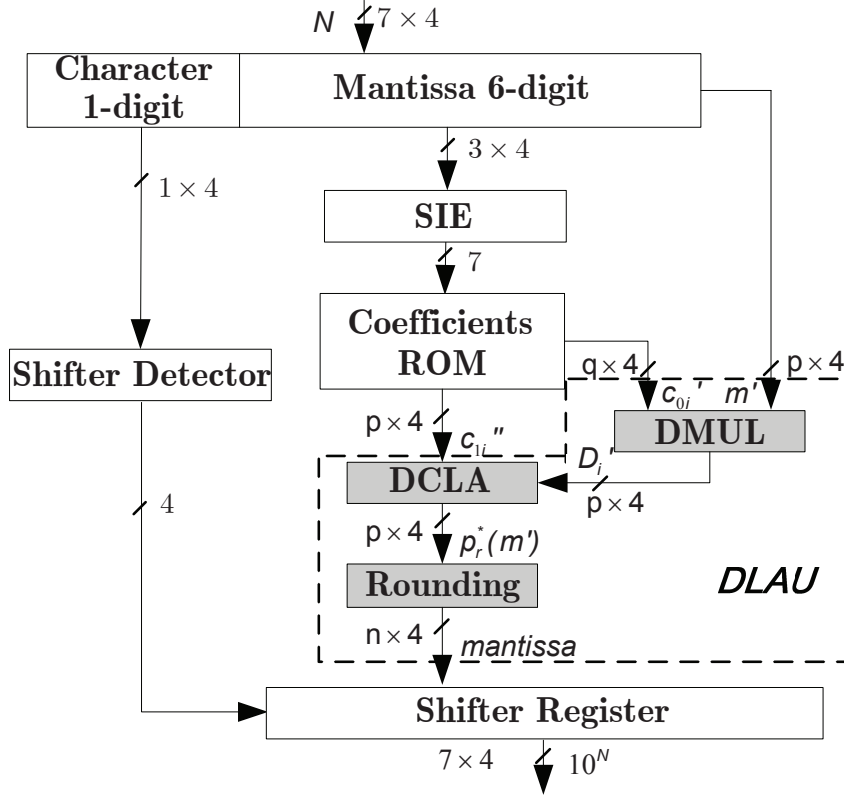 N 7 × 4
Character
1-digit
Mantissa 6-digit
1 × 4
3 × 4
SIE
7
Coefficients
ROM
Shifter Detector
q × 4
p × 4
c₀ᵢ' m'
DMUL
p × 4
c₁ᵢ''
Dᵢ'
DCLA
p × 4
4
p × 4
pᵣ*(m')
Rounding
DLAU
n × 4
mantissa
Shifter Register
7 × 4
10ᴺ